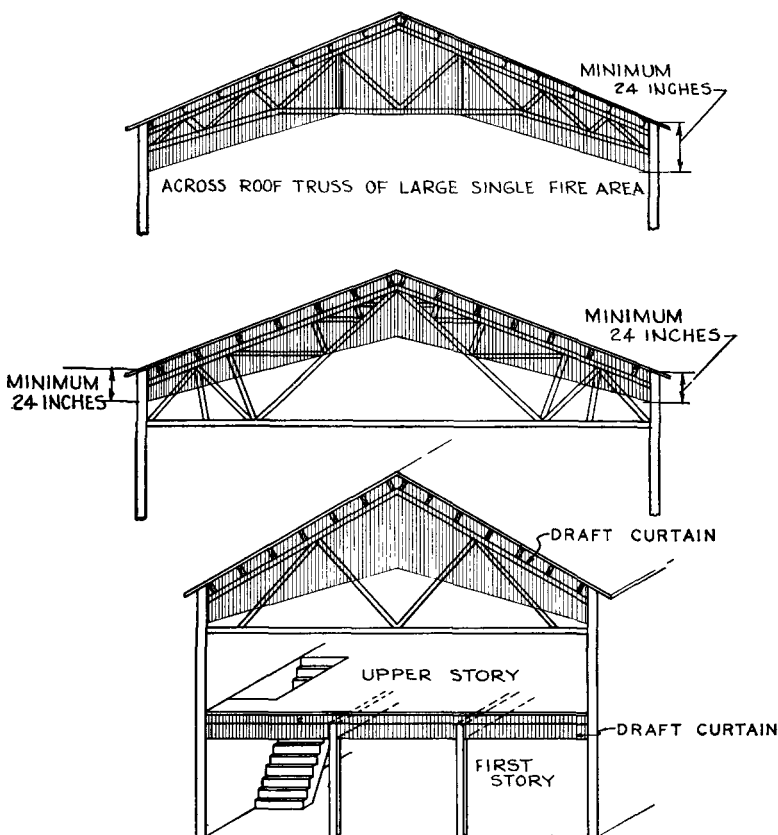 MINIMUM
24 INCHES
ACROSS ROOF TRUSS OF LARGE SINGLE FIRE AREA
MINIMUM
24 INCHES
MINIMUM
24 INCHES
DRAFT CURTAIN
UPPER STORY
DRAFT CURTAIN
FIRST
STORY